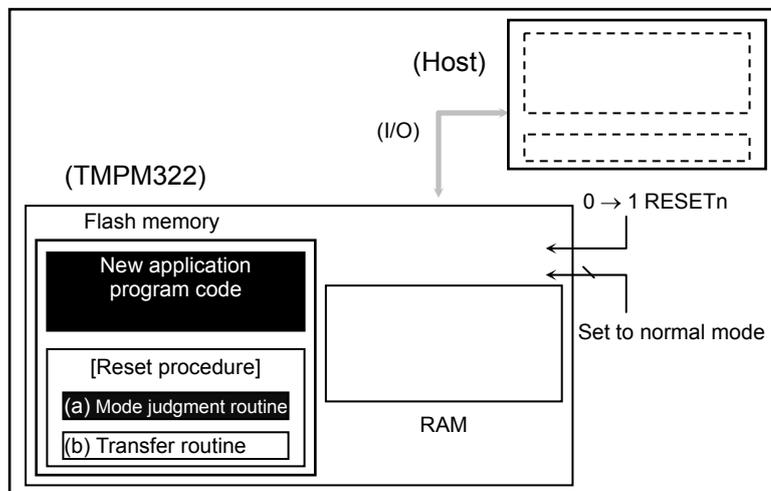 (Host)
(I/O)
(TMPM322)
0 → 1 RESETn
Flash memory
New application
program code
Set to normal mode
[Reset procedure]
(a) Mode judgment routine
RAM
(b) Transfer routine